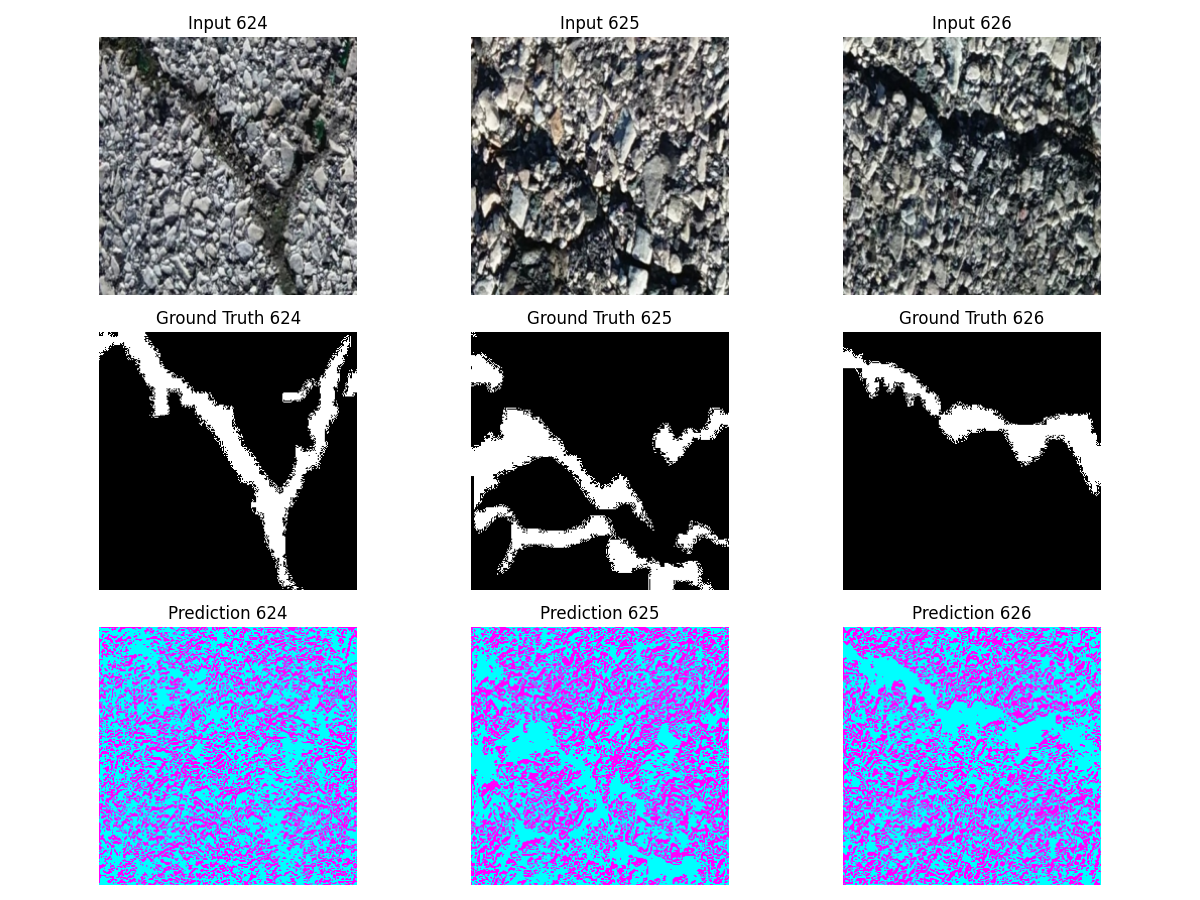 Input 624
Input 625
Input 626
Ground Truth 624
Ground Truth 625
Ground Truth 626
Prediction 624
Prediction 625
Prediction 626